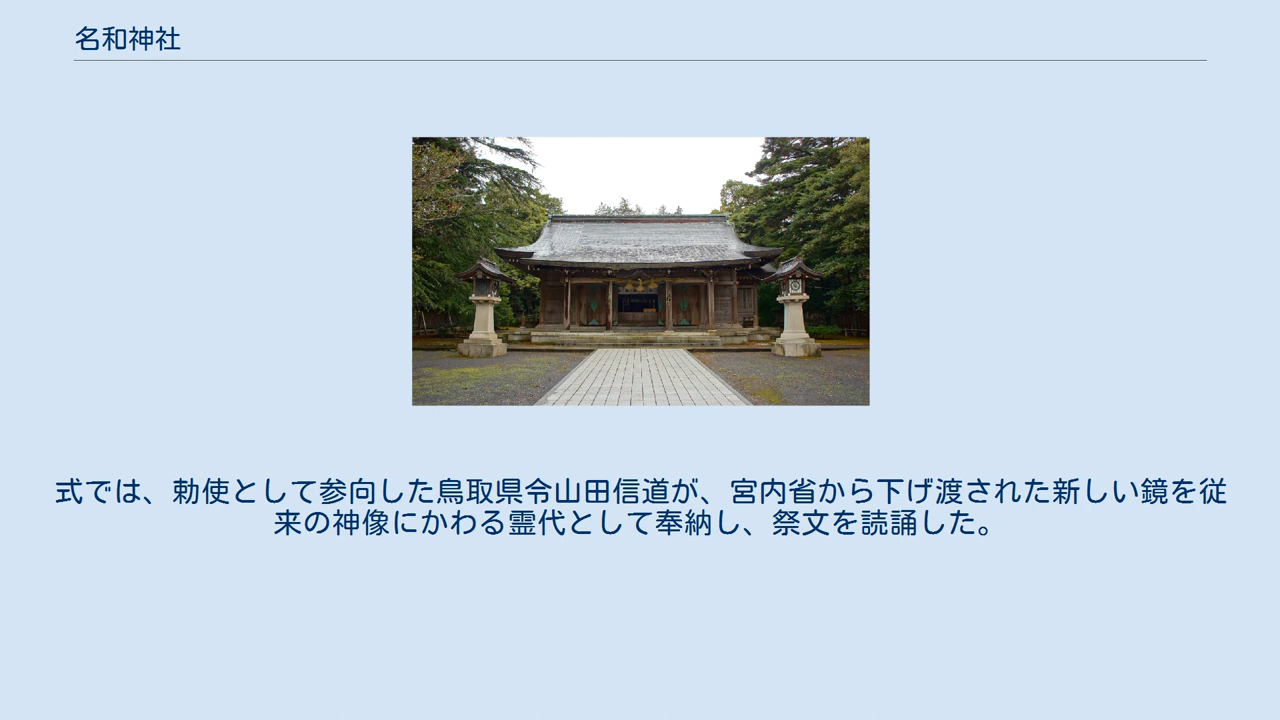 名和神社
式では、勅使として参向した鳥取県令山田信道が、宮内省から下げ渡された新しい鏡を従
来の神像にかわる霊代として奉納し、祭文を読誦した。